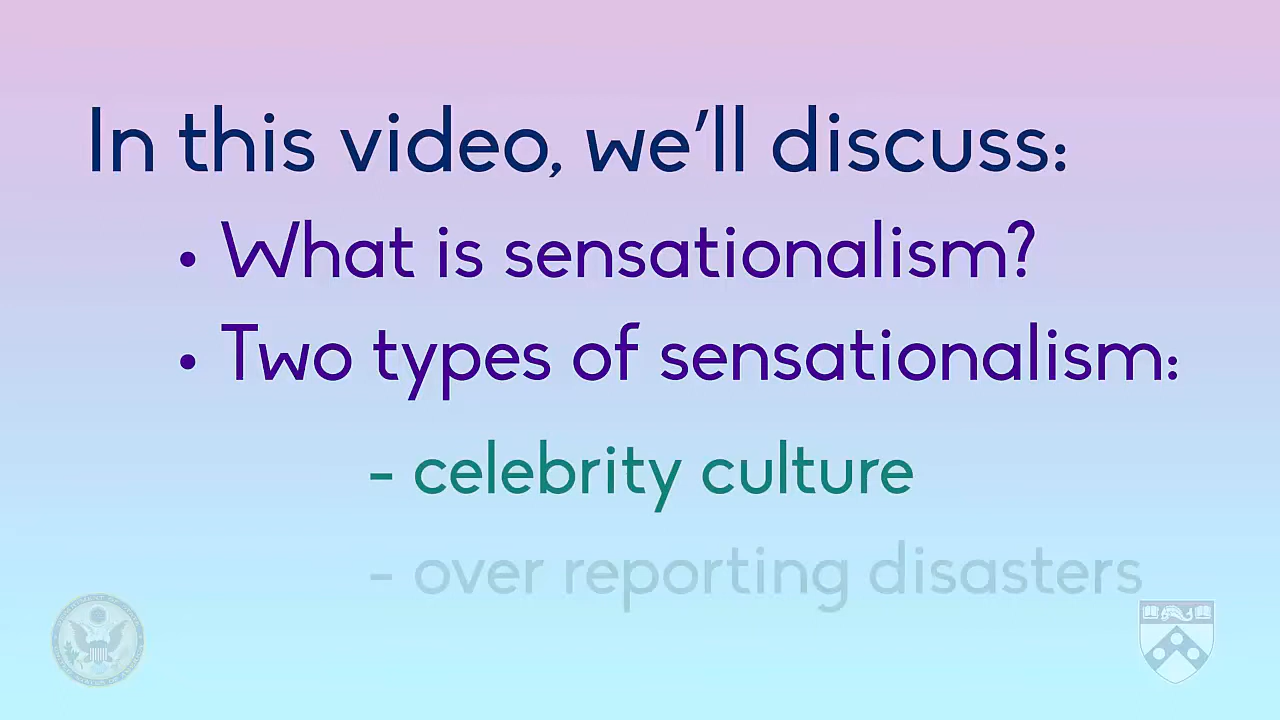 In this video, we'll discuss:
• What is sensationalism?
• Two types of sensationalism:
- celebrity culture
- over reporting disasters